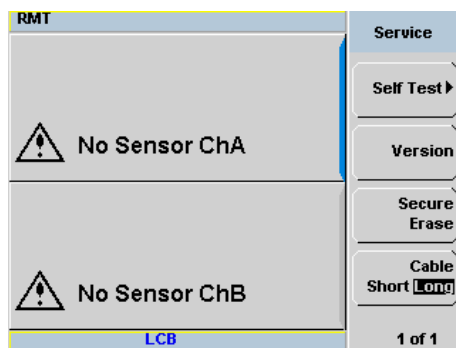 RMT
Service
Self Test
No Sensor ChA
Version
Secure
Erase
Cable
Short Long
No Sensor ChB
LCB
1 of 1